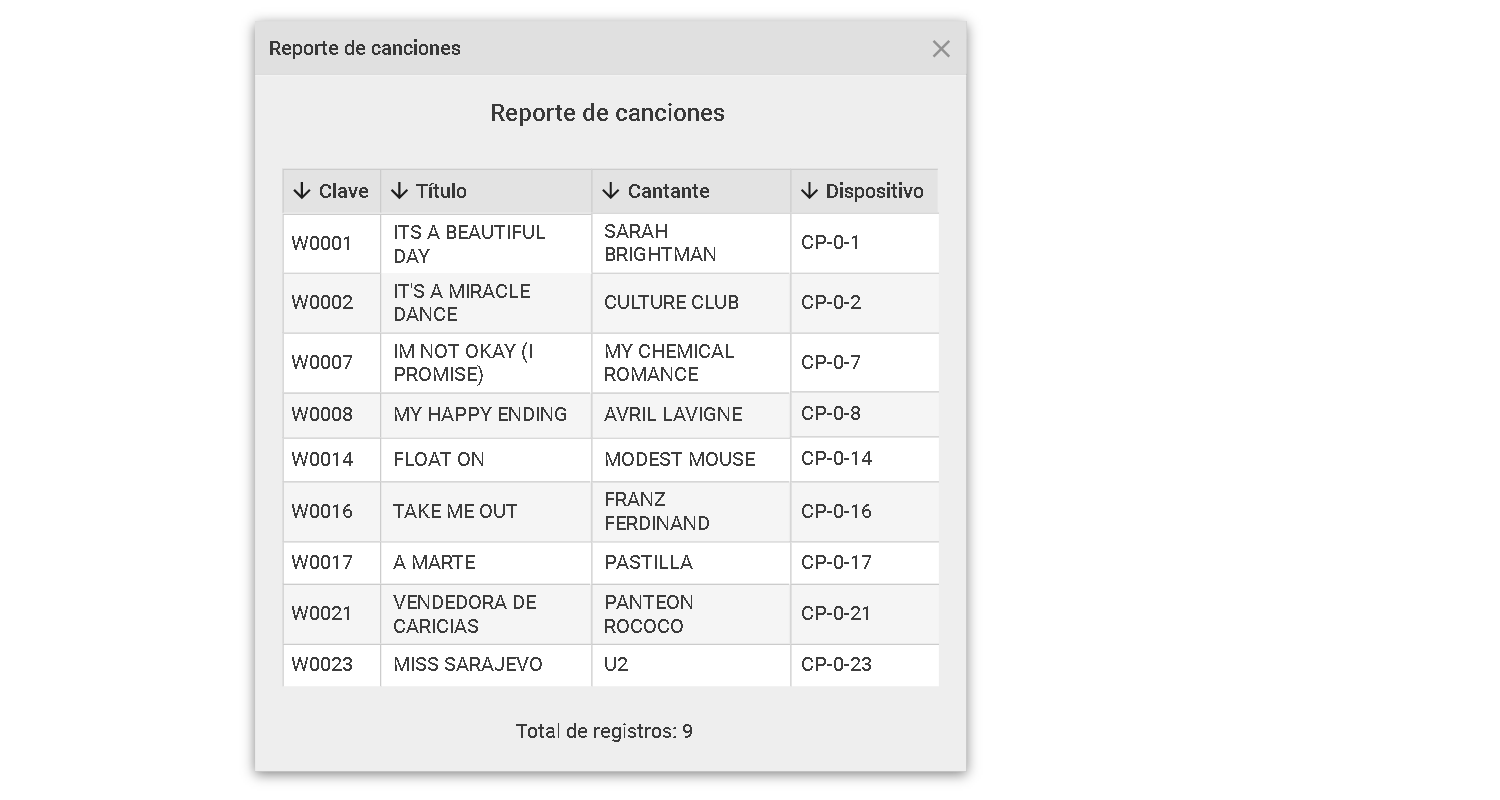 Reporte de canciones
Reporte de canciones
Clave Título Cantante Dispositivo
W0001 ITS A BEAUTIFUL DAY SARAH BRIGHTMAN CP-0-1
W0002 IT'S A MIRACLE DANCE CULTURE CLUB CP-0-2
W0007 IM NOT OKAY (I PROMISE) MY CHEMICAL ROMANCE CP-0-7
W0008 MY HAPPY ENDING AVRIL LAVIGNE CP-0-8
W0014 FLOAT ON MODEST MOUSE CP-0-14
W0016 TAKE ME OUT FRANZ FERDINAND CP-0-16
W0017 A MARTE PASTILLA CP-0-17
W0021 VENDEDORA DE CARICIAS PANTEON ROCOCO CP-0-21
W0023 MISS SARAJEVO U2 CP-0-23
Total de registros: 9